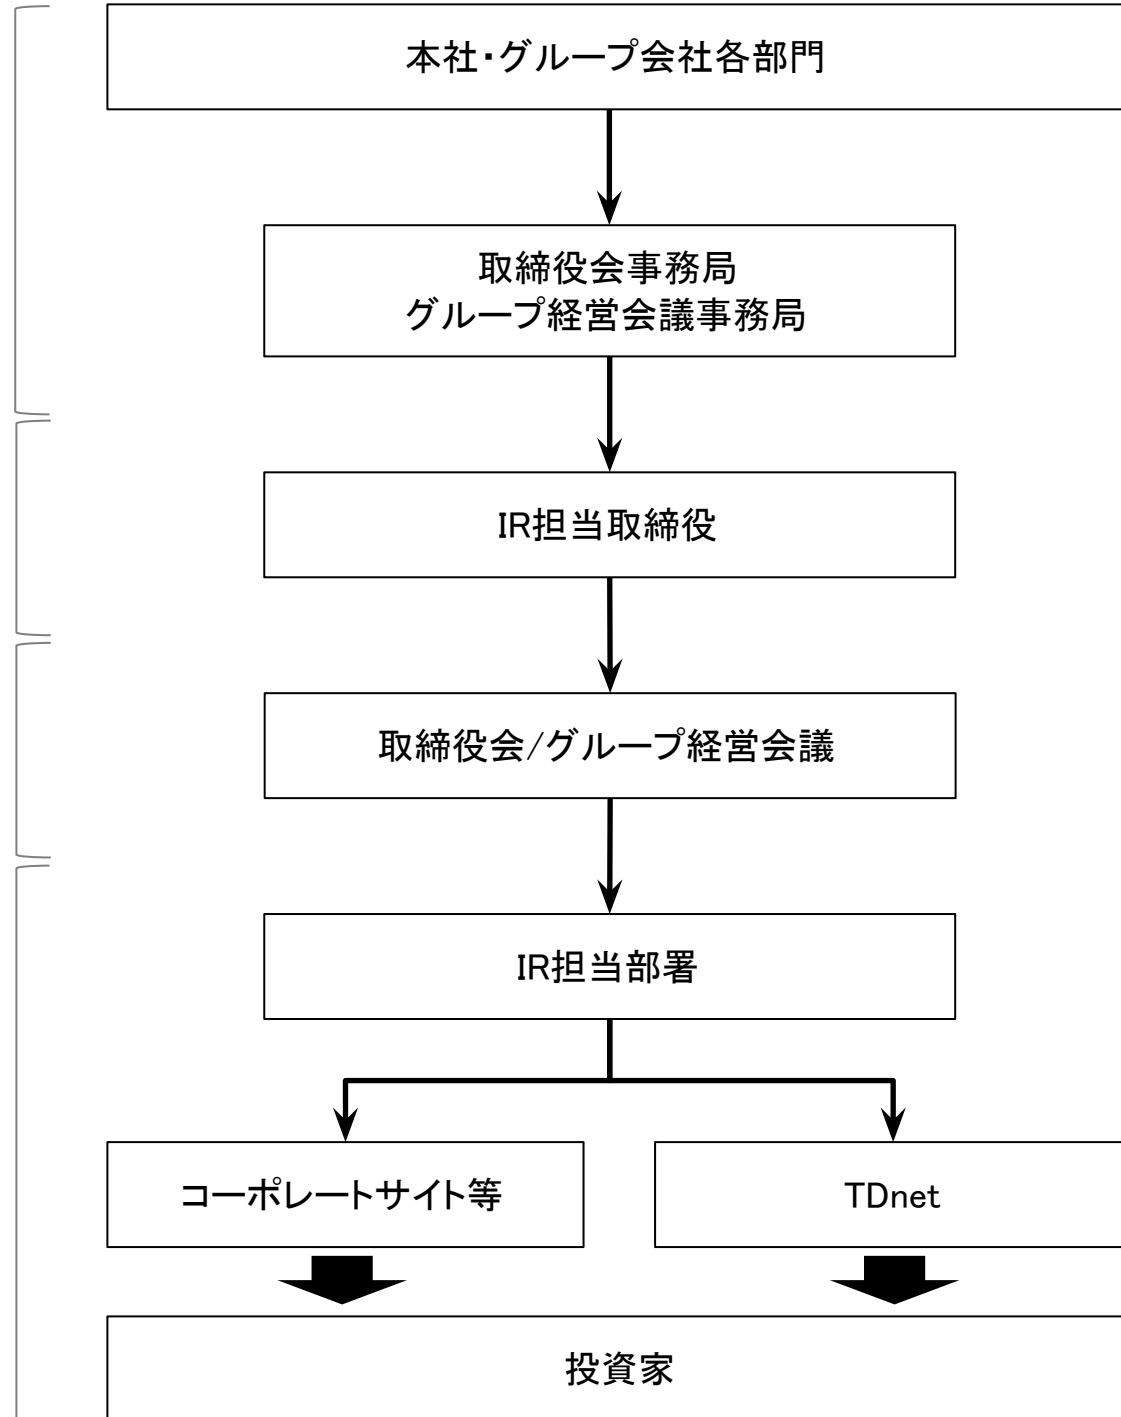 本社・グループ会社各部門
取締役会事務局
グループ経営会議事務局
IR担当取締役
取締役会/グループ経営会議
IR担当部署
コーポレートサイト等
TDnet
投資家